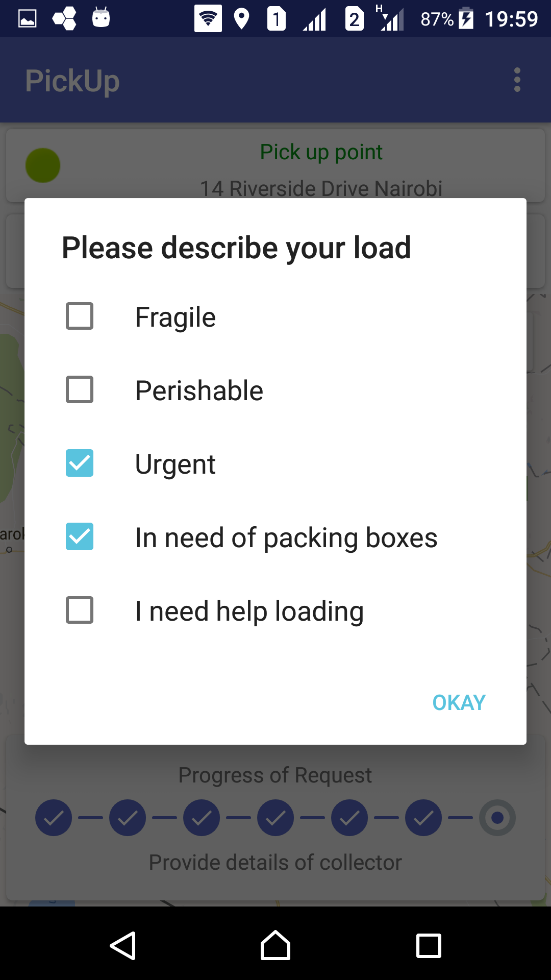 1 2 H 87% 19:59
PickUp
Pick up point
14 Riverside Drive Nairobi
Please describe your load
Fragile
Perishable
Urgent
In need of packing boxes
I need help loading
OKAY
Progress of Request
Provide details of collector